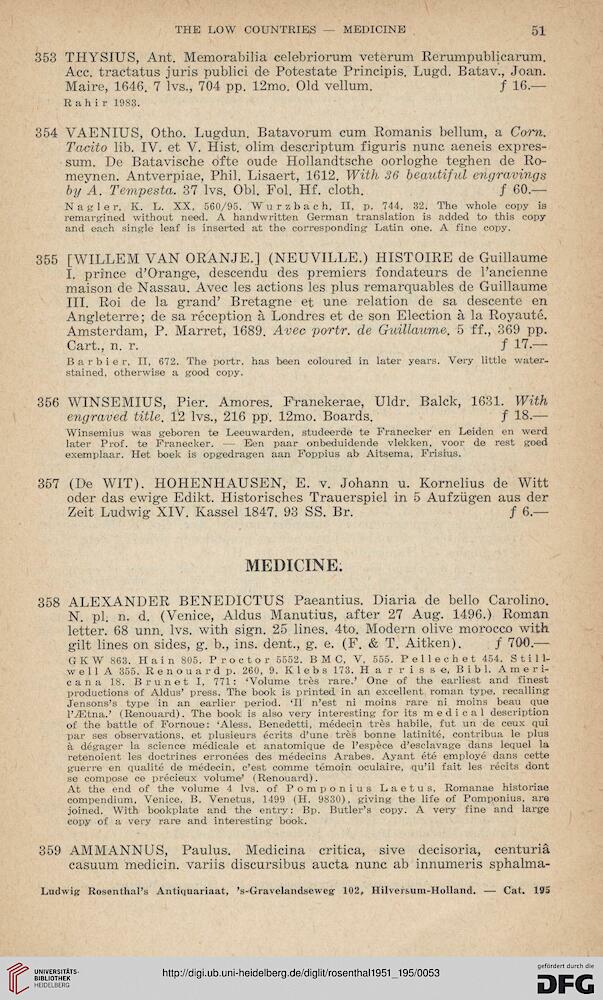 THE LOW COUNTRIES — MEDICINE 51
353 THYSIUS, Ant. Memorabilia celebriorum veterum Rerumpublicarum.
Acc. tractatus juris publici de Potestate Principis. Lugd. Batav., Joan.
Maire, 1646. 7 lvs., 704 pp. 12mo. Old vellum. f 16.—
Rahir 1983.
354 VAENIUS, Otho. Lugdun. Batavorum cum Romanis bellum, a Corn.
Tacito lib. IV. et V. Hist. olim descriptum figuris nunc aeneis expres-
sum. De Batavische ofte oude Hollandtsche oorloghe teghen de Ro-
meynen. Antverpiae, Phil. Lisaert, 1612. With 36 beautiful engravings
by A. Tempesta. 37 lvs. Obl. Fol. Hf. cloth. f 60.—
Nagler, K. L. XX, 560/95. Wurzbach, II, p. 744, 32. The whole copy is
remargined without need. A handwritten German translation is added to this copy
and each single leaf is inserted at the corresponding Latin one. A fine copy.
355 [WILLEM VAN ORANJE.] (NEUVILLE.) HISTOIRE de Guillaume
I. prince d'Orange, descendu des premiers fondateurs de l'ancienne
maison de Nassau. Avec les actions les plus remarquables de Guillaume
III. Roi de la grand' Bretagne et une relation de sa descente en
Angleterre; de sa réception à Londres et de son Election à la Royauté.
Amsterdam, P. Marret, 1689. Avec portr. de Guillaume. 5 ff., 369 pp.
Cart., n. r. f 17.—
Barbier, II, 672. The portr. has been coloured in later years. Very little water-
stained, otherwise a good copy.
356 WINSEMIUS, Pier. Amores. Franekerae, Uldr. Balck, 1631. With
engraved title. 12 lvs., 216 pp. 12mo. Boards. f 18.—
Winsemius was geboren te Leeuwarden, studeerde te Franecker en Leiden en werd
later Prof. te Franecker. — Een paar onbeduidende vlekken, voor de rest goed
exemplaar. Het boek is opgedragen aan Foppius ab Aitsema, Frisius.
357 (De WIT). HOHENHAUSEN, E. v. Johann u. Kornelius de Witt
oder das ewige Edikt. Historisches Trauerspiel in 5 Aufzügen aus der
Zeit Ludwig XIV. Kassel 1847. 93 SS. Br. f 6.—
MEDICINE.
358 ALEXANDER BENEDICTUS Paeantius. Diaria de bello Carolino.
N. pl. n. d. (Venice, Aldus Manutius, after 27 Aug. 1496.) Roman
letter. 68 unn. lvs. with sign. 25 lines. 4to. Modern olive morocco with
gilt lines on sides, g. b., ins. dent., g. e. (F. & T. Aitken). f 700.—
GKW 863. Hain 805. Proctor 5552. BMC, V, 555. Pellechet 454. Still-
well A 355. Renouard p. 260, 9. Klebs 173. Harrisse, Bibl. Ameri-
cana 18. Brunet I, 771: 'Volume très rare.' One of the earliest and finest
productions of Aldus' press. The book is printed in an excellent roman type, recalling
Jensons's type in an earlier period. 'Il n'est ni moins rare ni moins beau que
l'Ætna.' (Renouard). The book is also very interesting for its medical description
of the battle of Fornoue: 'Aless. Benedetti, médecin très habile, fut un de ceux qui
par ses observations, et plusieurs écrits d'une très bonne latinité, contribua le plus
à dégager la science médicale et anatomique de l'espèce d'esclavage dans lequel la
retenoient les doctrines erronées des médecins Arabes. Ayant été employé dans cette
guerre en qualité de médecin, c'est comme témoin oculaire, qu'il fait les récits dont
se compose ce précieux volume' (Renouard).
At the end of the volume 4 lvs. of Pomponius Laetus, Romanae historiae
compendium, Venice, B. Venetus, 1499 (H. 9830), giving the life of Pomponius, are
joined. With bookplate and the entry: Bp. Butler's copy. A very fine and large
copy of a very rare and interesting book.
359 AMMANNUS, Paulus. Medicina critica, sive decisoria, centuriâ
casuum medicin. variis discursibus aucta nunc ab innumeris sphalma-
Ludwig Rosenthal's Antiquariaat, 's-Gravelandseweg 102, Hilversum-Holland. — Cat. 195
UNIVERSITÄTS-
BIBLIOTHEK
HEIDELBERG
http://digi.ub.uni-heidelberg.de/diglit/rosenthal1951_195/0053
gefördert durch die
DFG